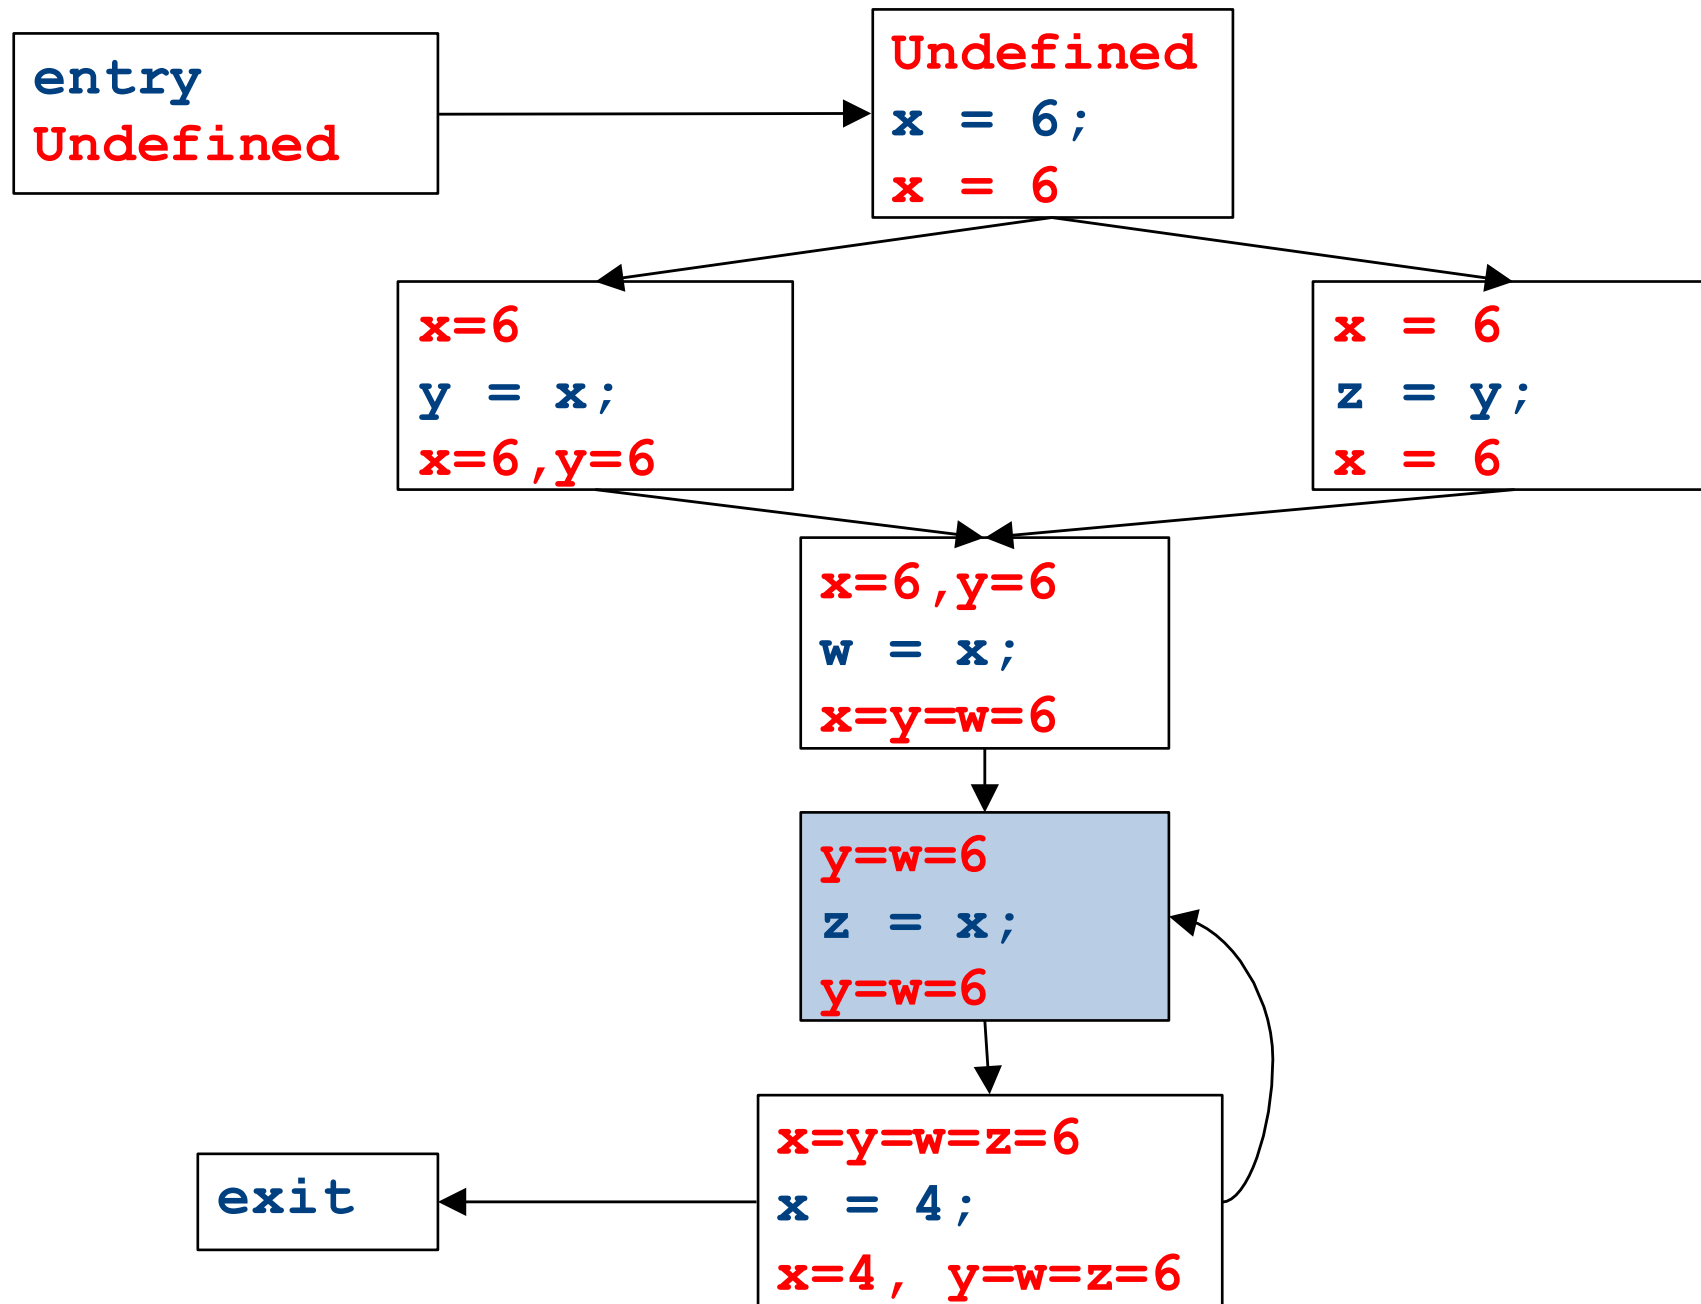 entry
Undefined
Undefined
x = 6;
x = 6
x=6
y = x;
x=6,y=6
x = 6
z = y;
x = 6
x=6,y=6
w = x;
x=y=w=6
y=w=6
z = x;
y=w=6
x=y=w=z=6
x = 4;
x=4, y=w=z=6
exit